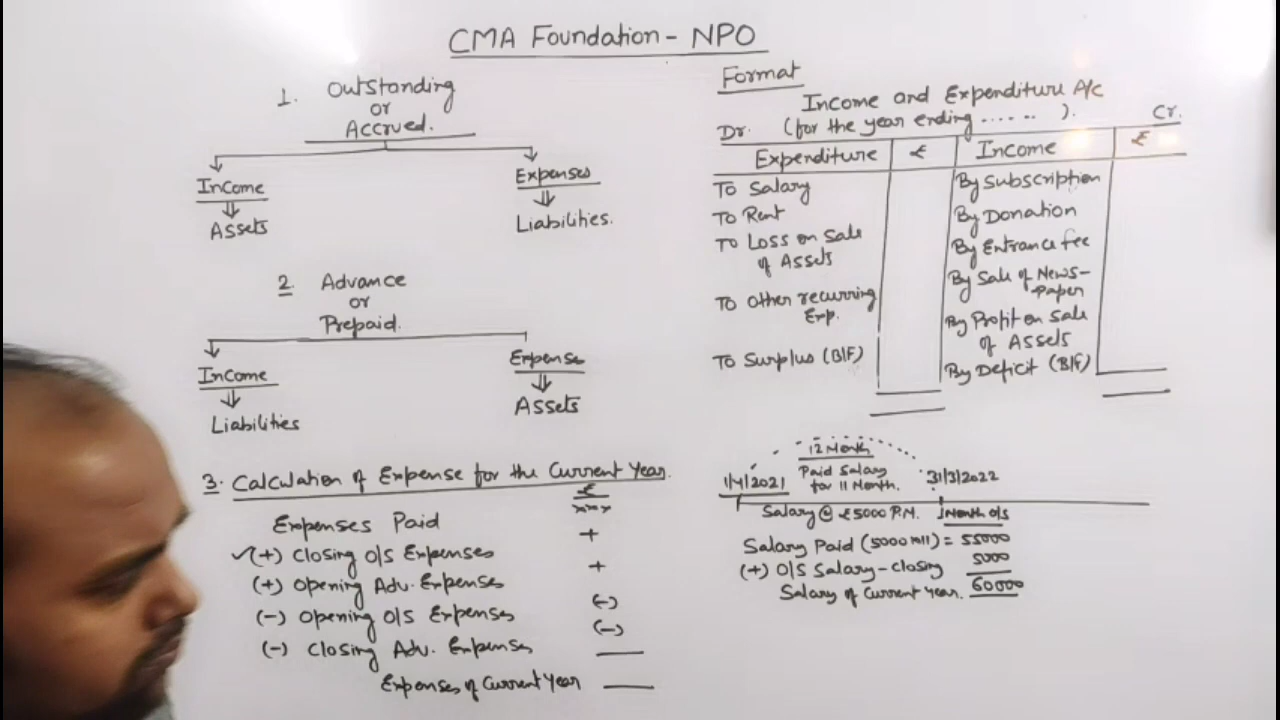 CMA Foundation - NPO
1. Outstanding
or
Accrued.
Income
Assets
Expenses
Liabilities.
2. Advance
or
Prepaid.
Income
Liabilities
Expense
Assets
3. Calculation of Expense for the Current Year.
₹
Expenses Paid xxx
✓(+) Closing O/S Expenses +
(+) Opening Adv. Expenses +
(-) Opening O/S Expenses (-)
(-) Closing Adv. Expenses (-)
Expenses of Current Year
Format
Income and Expenditure A/c
Dr. (for the year ending ......). Cr.
Expenditure ₹ Income ₹
To Salary By Subscription
To Rent By Donation
To Loss on Sale By Entrance fee
of Assets By Sale of News-
Paper
To Other recurring By Profit on Sale
Exp. of Assets
To Surplus (B/F) By Deficit (B/F)
12 Month
1/4/2021 Paid Salary 31/3/2022
for 11 Month.
Salary @ ₹5000 P.M. 1 Month o/s
Salary Paid (5000x11) = 55000
(+) O/S Salary - closing 5000
Salary of Current Year. 60000